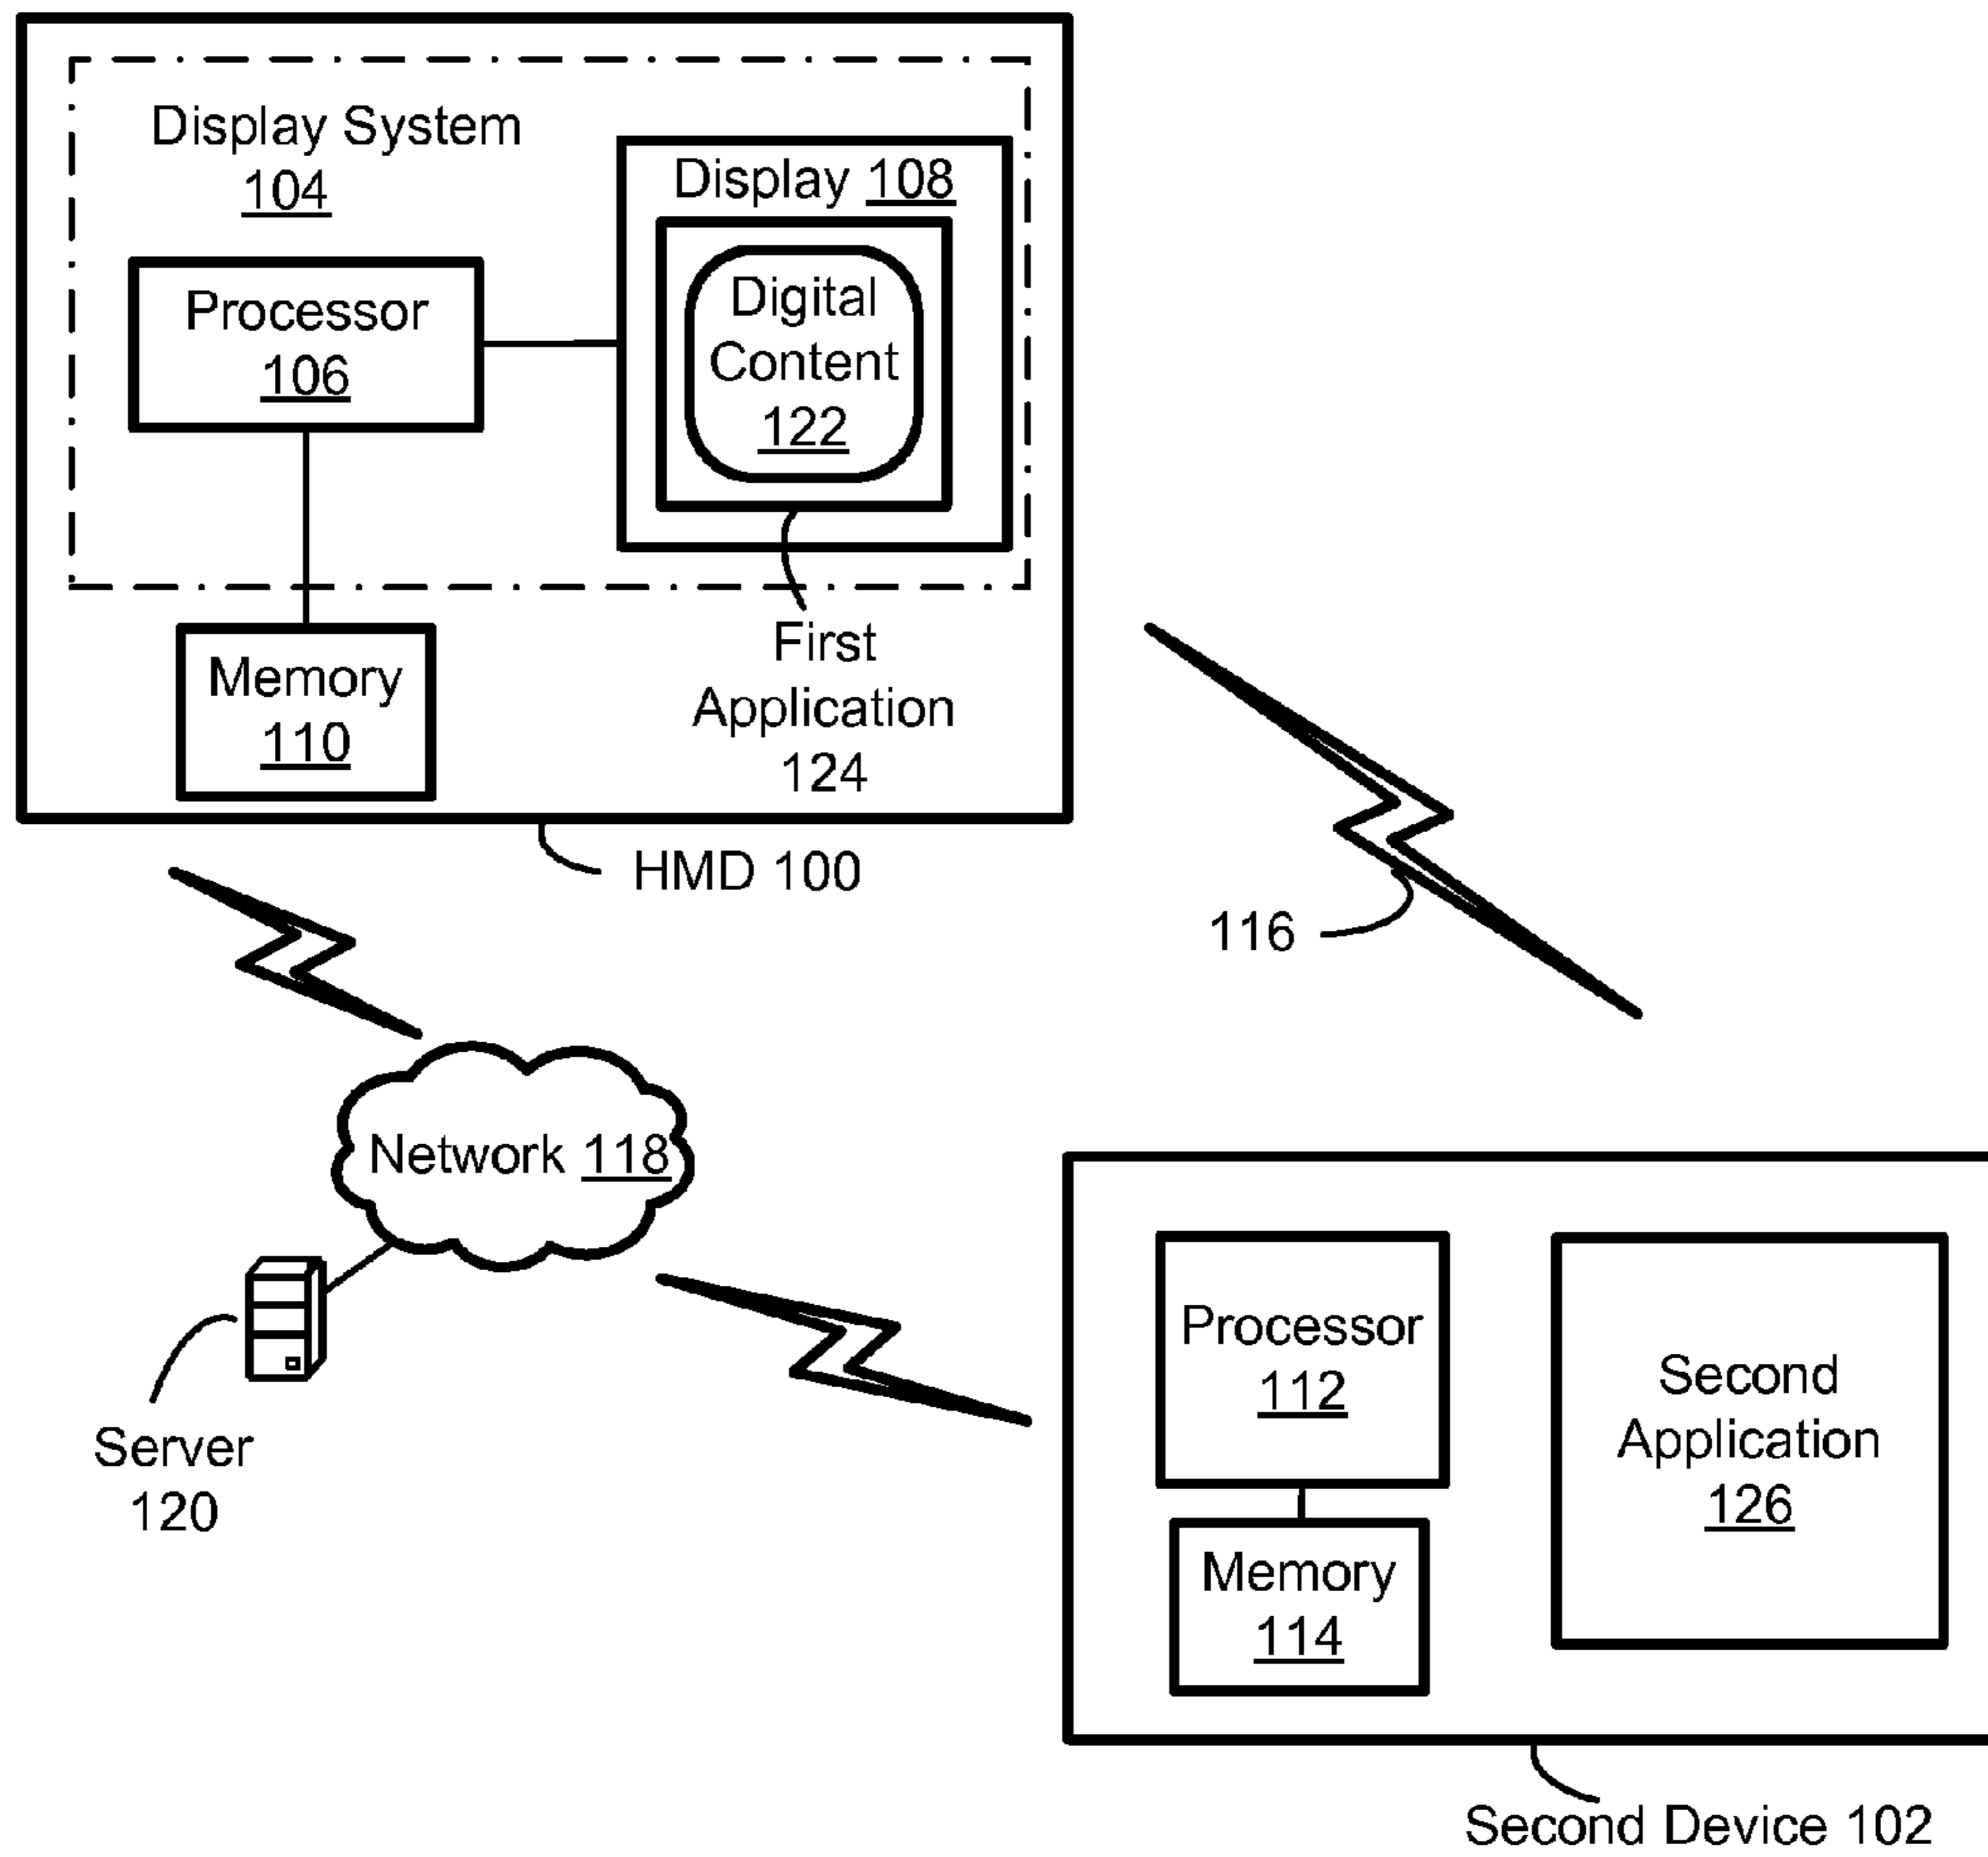 Display System
104
Display 108
Processor
106
Digital
Content
122
First
Application
124
Memory
110
HMD 100
116
Network 118
Server
120
Processor
112
Memory
114
Second
Application
126
Second Device 102